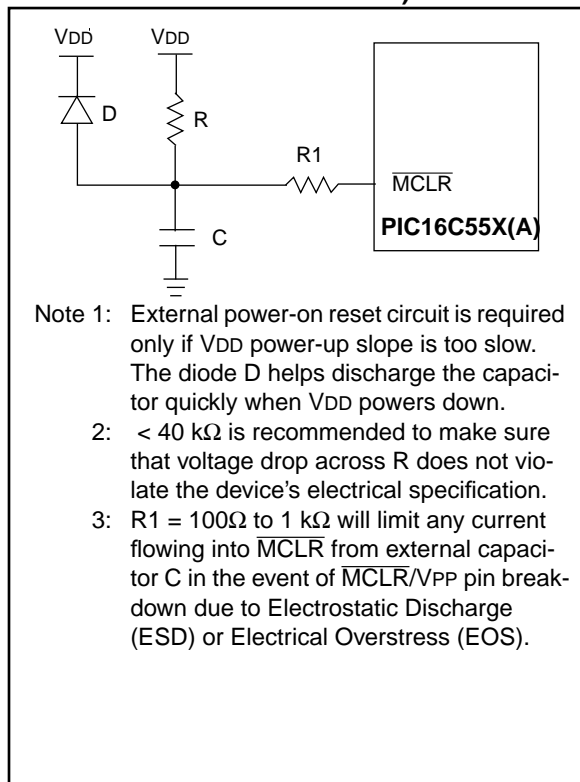 VDD VDD
D
R
R1
MCLR
PIC16C55X(A)
C
Note 1: External power-on reset circuit is required
only if VDD power-up slope is too slow.
The diode D helps discharge the capaci-
tor quickly when VDD powers down.
2: < 40 kΩ is recommended to make sure
that voltage drop across R does not vio-
late the device's electrical specification.
3: R1 = 100Ω to 1 kΩ will limit any current
flowing into MCLR from external capaci-
tor C in the event of MCLR/VPP pin break-
down due to Electrostatic Discharge
(ESD) or Electrical Overstress (EOS).